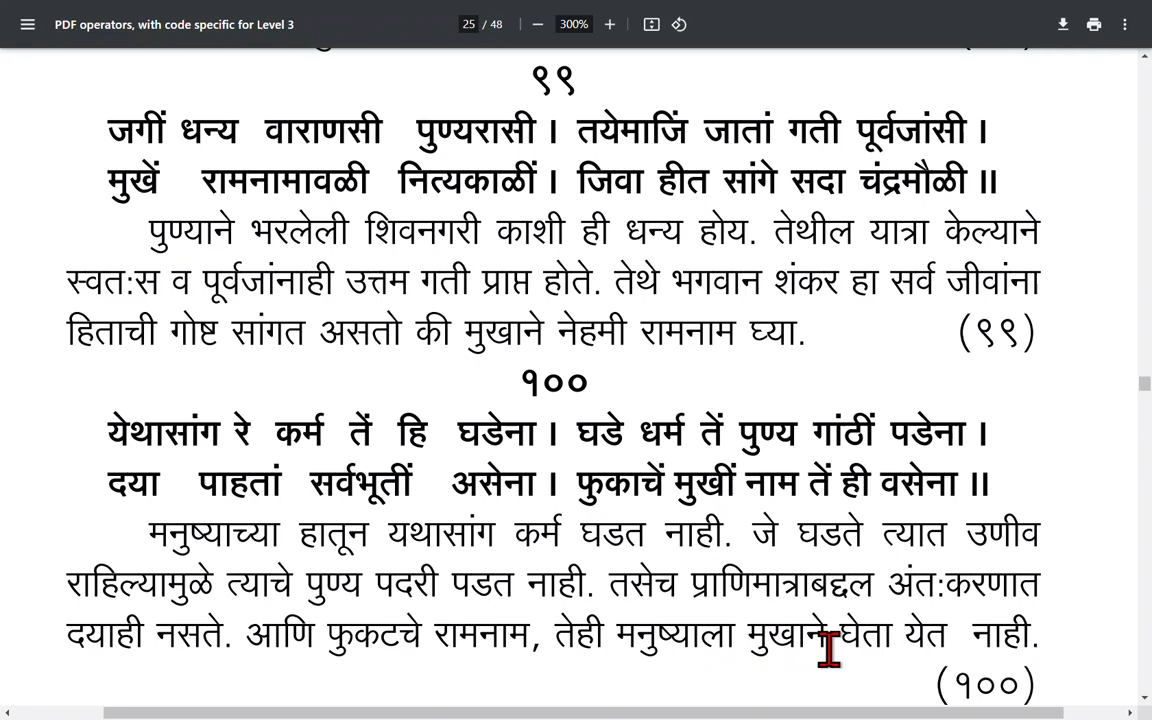 PDF operators, with code specific for Level 3
25 / 48
300%
९९
जगीं धन्य वाराणसी पुण्यरासी । तयेमाजिं जातां गती पूर्वजांसी ।
मुखें रामनामावळी नित्यकाळीं । जिवा हीत सांगे सदा चंद्रमौळी ॥
पुण्याने भरलेली शिवनगरी काशी ही धन्य होय. तेथील यात्रा केल्याने
स्वत:स व पूर्वजांनाही उत्तम गती प्राप्त होते. तेथे भगवान शंकर हा सर्व जीवांना
हिताची गोष्ट सांगत असतो की मुखाने नेहमी रामनाम घ्या. (९९)
१००
येथासांग रे कर्म तें हि घडेना । घडे धर्म तें पुण्य गांठीं पडेना ।
दया पाहतां सर्वभूतीं असेना । फुकाचें मुखीं नाम तें ही वसेना ॥
मनुष्याच्या हातून यथासांग कर्म घडत नाही. जे घडते त्यात उणीव
राहिल्यामुळे त्याचे पुण्य पदरी पडत नाही. तसेच प्राणिमात्राबद्दल अंत:करणात
दयाही नसते. आणि फुकटचे रामनाम, तेही मनुष्याला मुखाने घेता येत नाही.
(१००)